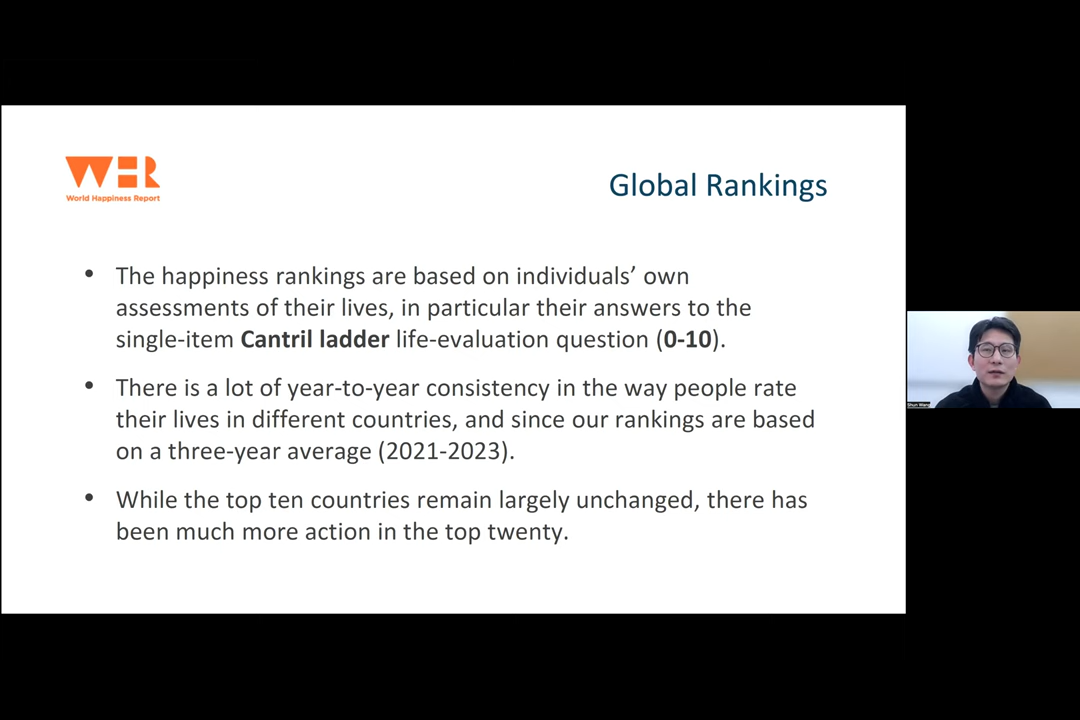 WHR
World Happiness Report
Global Rankings
• The happiness rankings are based on individuals’ own
assessments of their lives, in particular their answers to the
single-item Cantril ladder life-evaluation question (0-10).
• There is a lot of year-to-year consistency in the way people rate
their lives in different countries, and since our rankings are based
on a three-year average (2021-2023).
• While the top ten countries remain largely unchanged, there has
been much more action in the top twenty.
Shun Wang